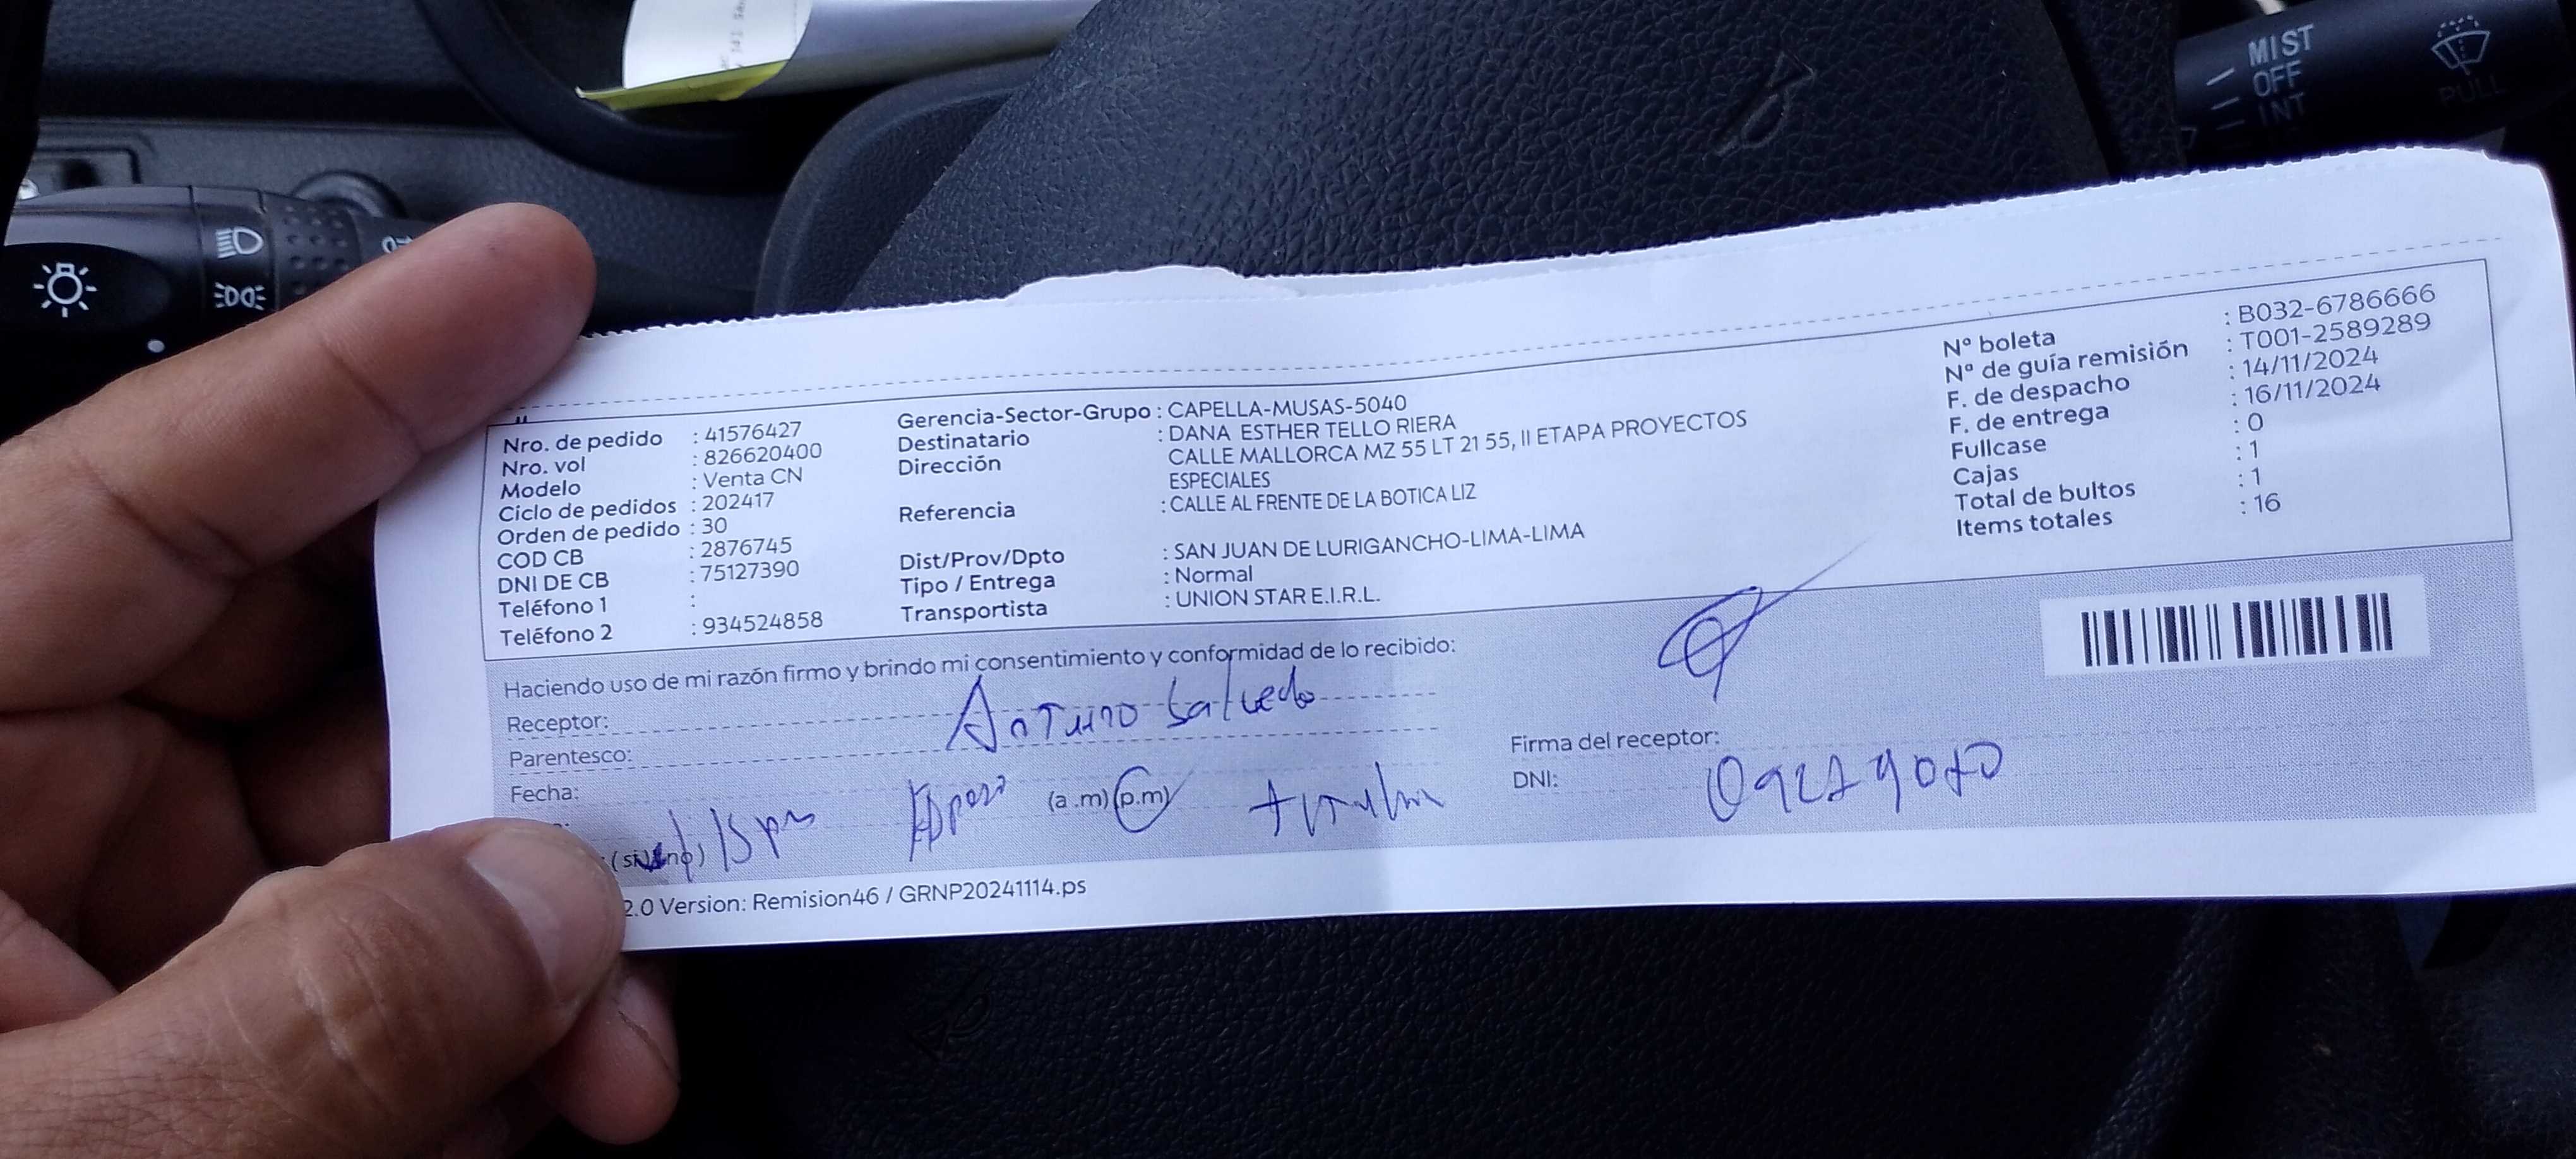 MIST
OFF
INT
PULL
Nro. de pedido : 41576427
Nro. vol : 826620400
Modelo : Venta CN
Ciclo de pedidos : 202417
Orden de pedido : 30
COD CB : 2876745
DNI DE CB : 75127390
Teléfono 1 :
Teléfono 2 : 934524858
Gerencia-Sector-Grupo : CAPELLA-MUSAS-5040
Destinatario : DANA ESTHER TELLO RIERA
Dirección CALLE MALLORCA MZ 55 LT 21 55, II ETAPA PROYECTOS
ESPECIALES
Referencia : CALLE AL FRENTE DE LA BOTICA LIZ
Dist/Prov/Dpto : SAN JUAN DE LURIGANCHO-LIMA-LIMA
Tipo / Entrega : Normal
Transportista : UNION STAR E.I.R.L.
Nº boleta : B032-6786666
Nº de guía remisión : T001-2589289
F. de despacho : 14/11/2024
F. de entrega : 16/11/2024
Fullcase : 0
Cajas : 1
Total de bultos : 1
Items totales : 16
Haciendo uso de mi razón firmo y brindo mi consentimiento y conformidad de lo recibido:
Receptor: Arturo
Parentesco:
Fecha:
(a .m) (p.m)
(si) (no)
Firma del receptor:
DNI:
2.0 Version: Remision46 / GRNP20241114.ps